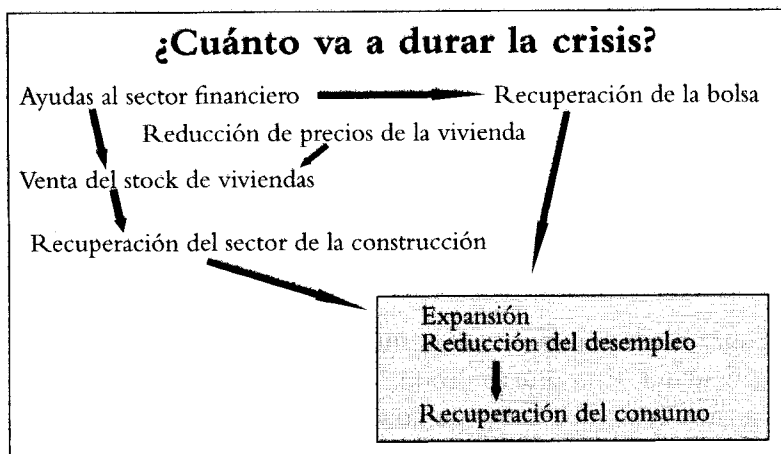 ¿Cuánto va a durar la crisis?
Ayudas al sector financiero
Recuperación de la bolsa
Reducción de precios de la vivienda
Venta del stock de viviendas
Recuperación del sector de la construcción
Expansión
Reducción del desempleo
Recuperación del consumo